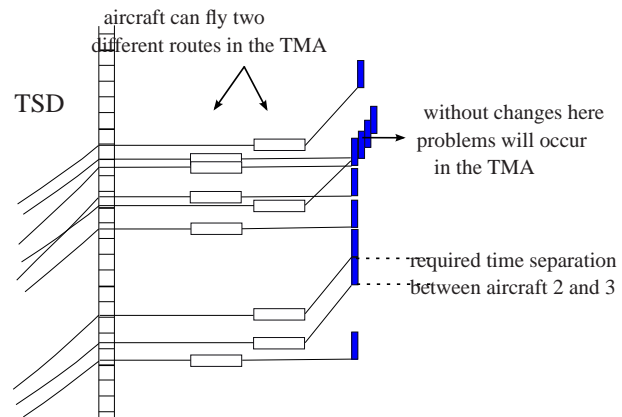 aircraft can fly two
different routes in the TMA
TSD
without changes here
problems will occur
in the TMA
required time separation
between aircraft 2 and 3